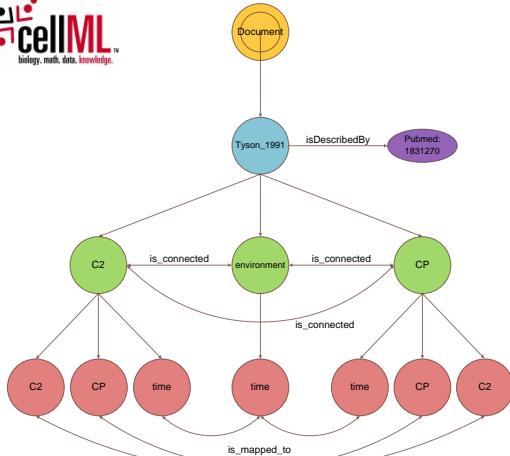 cellML™
biology. math. data. knowledge.
Document
Tyson_1991
isDescribedBy
Pubmed:
1831270
C2
is_connected
environment
is_connected
CP
is_connected
C2
CP
time
time
time
CP
C2
is_mapped_to